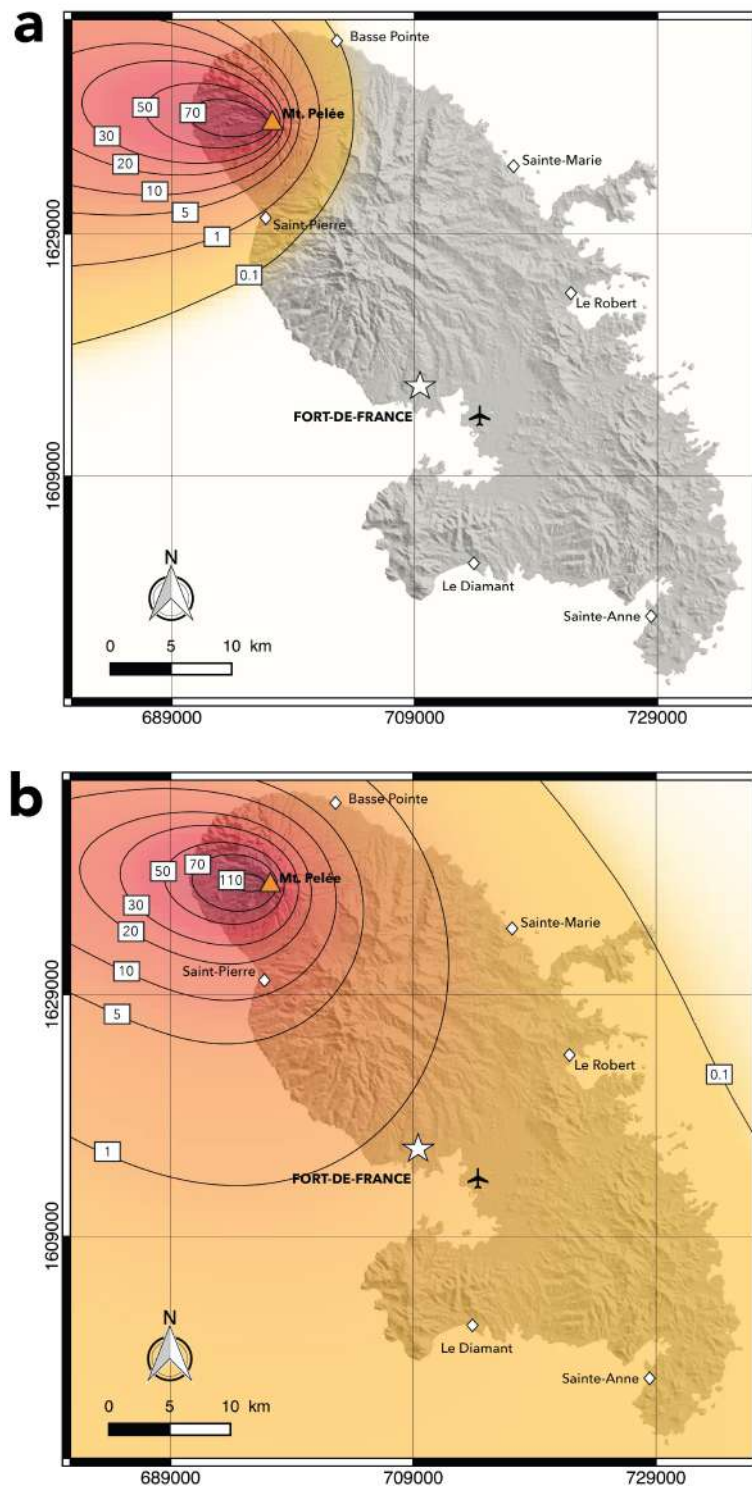 a
Basse Pointe
50
70
Mt. Pelée
30
20
10
5
1
0.1
Sainte-Marie
Saint-Pierre
Le Robert
FORT-DE-FRANCE
Le Diamant
Sainte-Anne
1629000
1609000
N
0 5 10 km
689000 709000 729000
b
Basse Pointe
50
70
110
Mt. Pelée
30
20
10
5
1
Sainte-Marie
Saint-Pierre
Le Robert
0.1
FORT-DE-FRANCE
Le Diamant
Sainte-Anne
1629000
1609000
N
0 5 10 km
689000 709000 729000